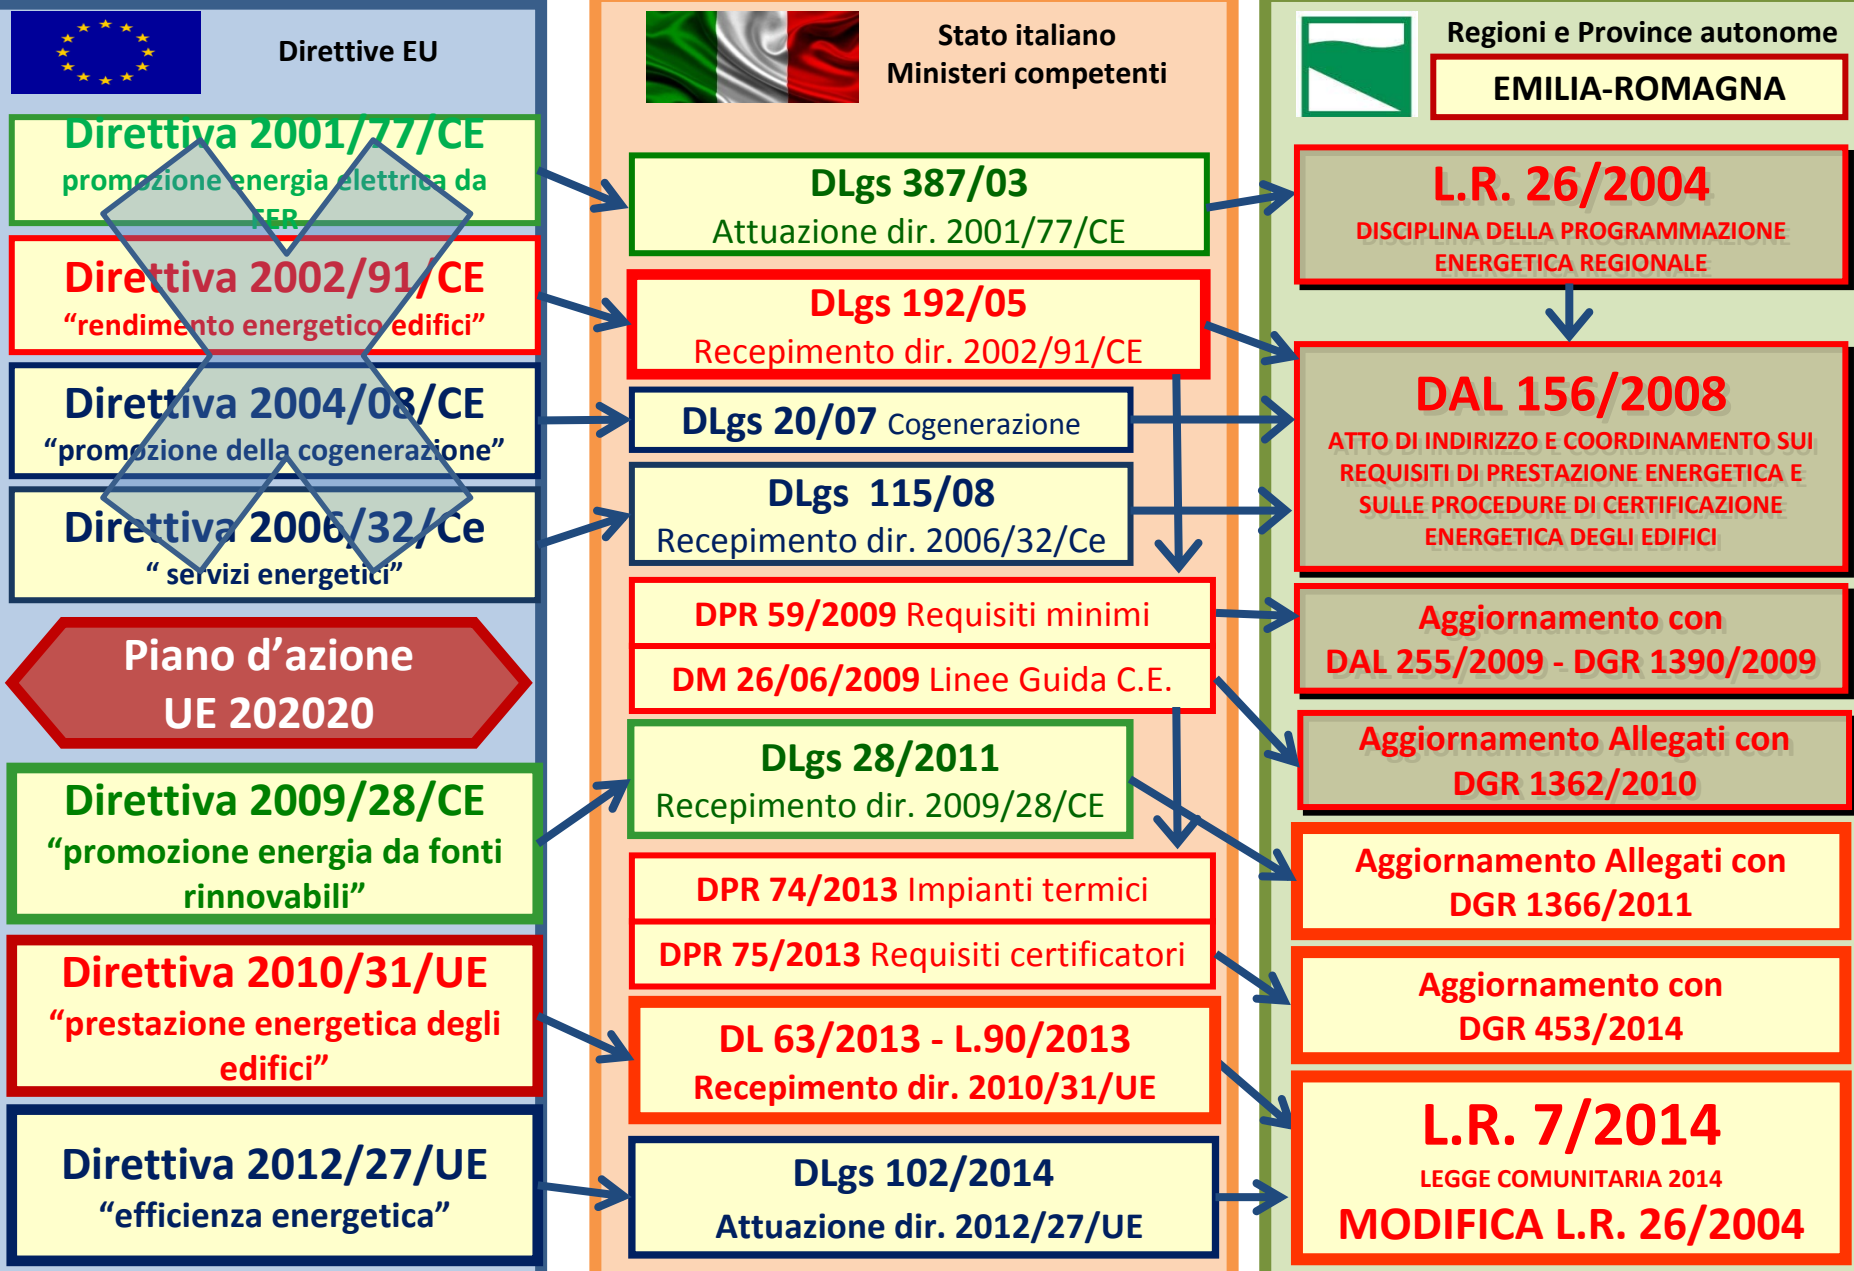 Direttive EU
Direttiva 2001/77/CE
promozione energia elettrica da
FER
Direttiva 2002/91/CE
“rendimento energetico edifici”
Direttiva 2004/08/CE
“promozione della cogenerazione”
Direttiva 2006/32/Ce
“ servizi energetici”
Piano d’azione
UE 202020
Direttiva 2009/28/CE
“promozione energia da fonti
rinnovabili”
Direttiva 2010/31/UE
“prestazione energetica degli
edifici”
Direttiva 2012/27/UE
“efficienza energetica”
Stato italiano
Ministeri competenti
DLgs 387/03
Attuazione dir. 2001/77/CE
DLgs 192/05
Recepimento dir. 2002/91/CE
DLgs 20/07 Cogenerazione
DLgs  115/08
Recepimento dir. 2006/32/Ce
DPR 59/2009 Requisiti minimi
DM 26/06/2009 Linee Guida C.E.
DLgs 28/2011
Recepimento dir. 2009/28/CE
DPR 74/2013 Impianti termici
DPR 75/2013 Requisiti certificatori
DL 63/2013 - L.90/2013
Recepimento dir. 2010/31/UE
DLgs 102/2014
Attuazione dir. 2012/27/UE
Regioni e Province autonome
EMILIA-ROMAGNA
L.R. 26/2004
DISCIPLINA DELLA PROGRAMMAZIONE
ENERGETICA REGIONALE
DAL 156/2008
ATTO DI INDIRIZZO E COORDINAMENTO SUI
REQUISITI DI PRESTAZIONE ENERGETICA E
SULLE PROCEDURE DI CERTIFICAZIONE
ENERGETICA DEGLI EDIFICI
Aggiornamento con
DAL 255/2009 - DGR 1390/2009
Aggiornamento Allegati con
DGR 1362/2010
Aggiornamento Allegati con
DGR 1366/2011
Aggiornamento con
DGR 453/2014
L.R. 7/2014
LEGGE COMUNITARIA 2014
MODIFICA L.R. 26/2004